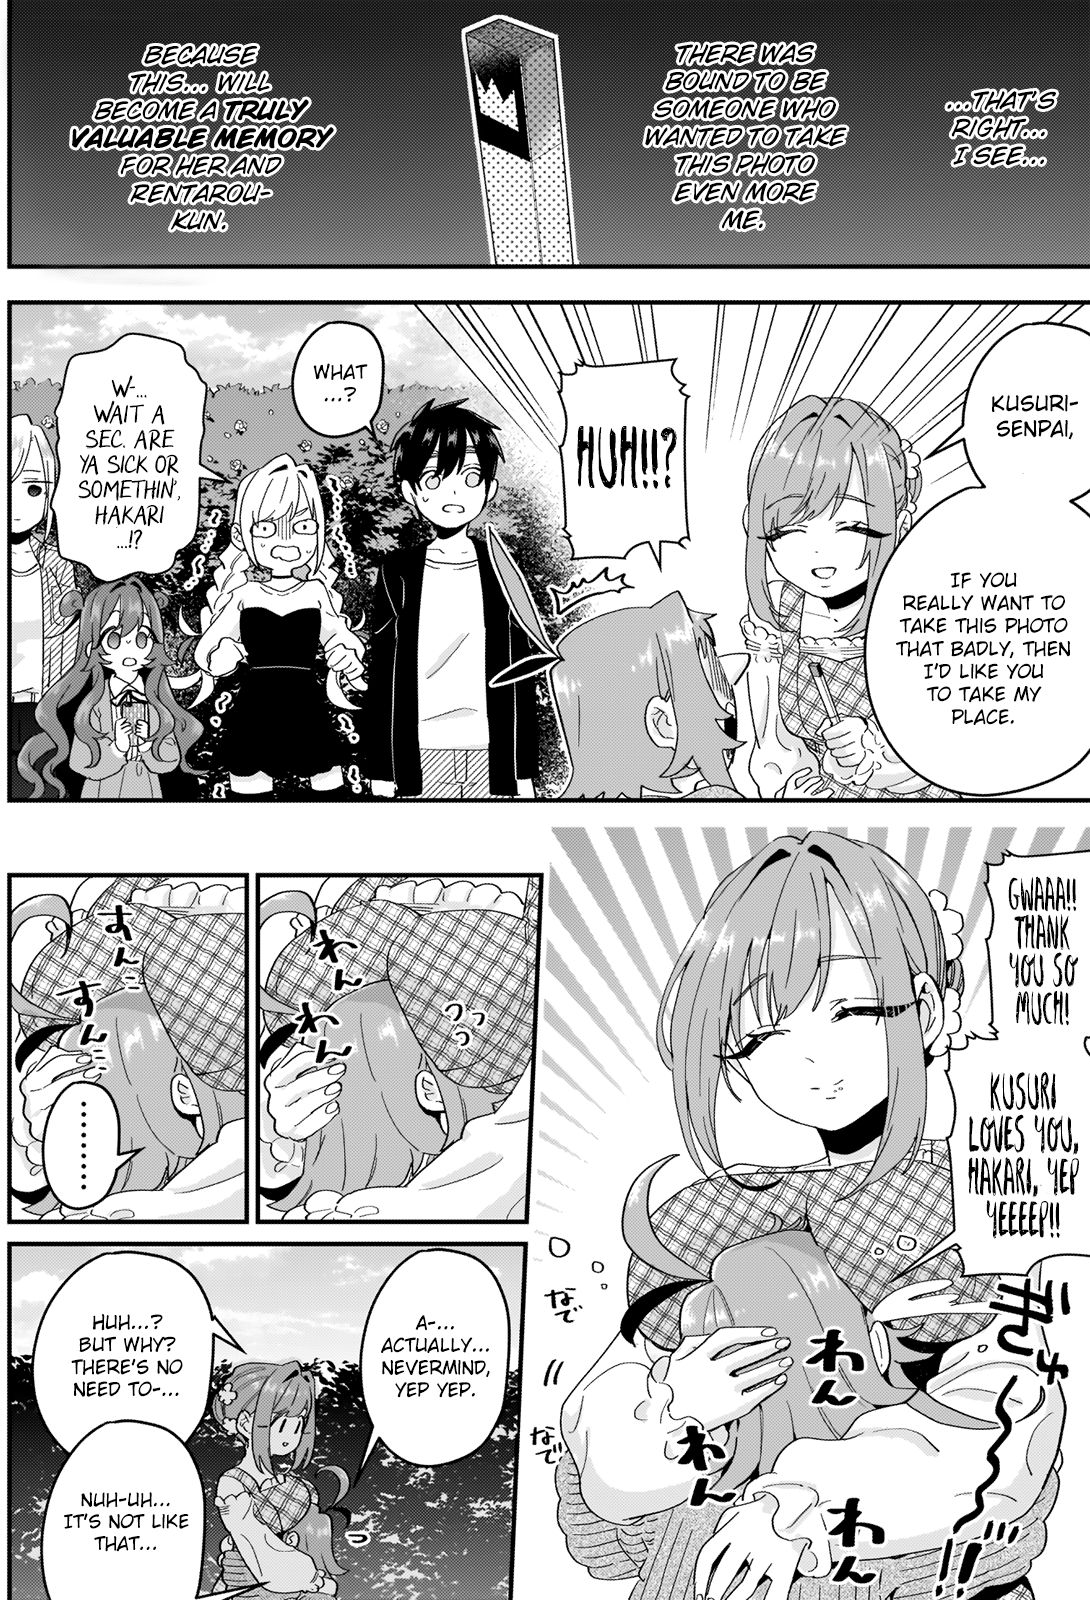 ...THAT'S
RIGHT...
I SEE...
THERE WAS
BOUND TO BE
SOMEONE WHO
WANTED TO TAKE
THIS PHOTO
EVEN MORE
ME.
BECAUSE
THIS... WILL
BECOME A TRULY
VALUABLE MEMORY
FOR HER AND
RENTAROU-
KUN.
KUSURI-
SENPAI,
IF YOU
REALLY WANT TO
TAKE THIS PHOTO
THAT BADLY, THEN
I'D LIKE YOU
TO TAKE MY
PLACE.
HUH!!?
WHAT
...?
W-...
WAIT A
SEC. ARE
YA SICK OR
SOMETHIN',
HAKARI
...!?
GWAAA!!
THANK
YOU SO
MUCH!
KUSURI
LOVES YOU,
HAKARI, YEP
YEEEEP!!
なで
なで
わん
わん
わん
わん
わん
うっうっ
すん
すん
.........
A-...
ACTUALLY...
NEVERMIND,
YEP YEP.
HUH...?
BUT WHY?
THERE'S NO
NEED TO-...
NUH-UH...
IT'S NOT LIKE
THAT...